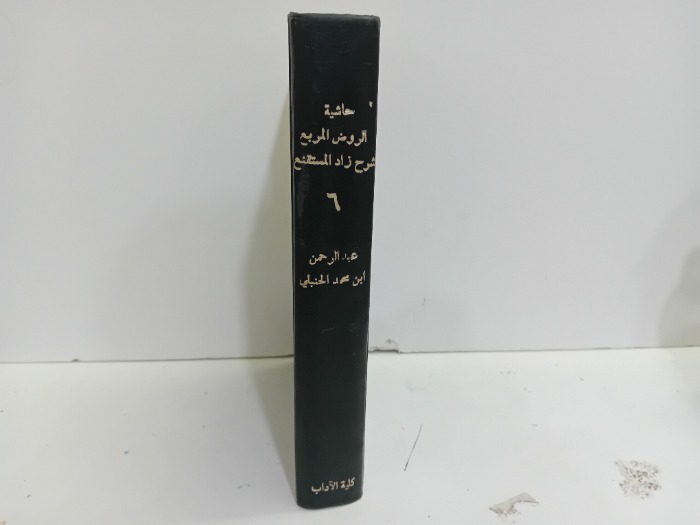 حاشية
الروض المربع
شرح زاد المستقنع
٦
عبد الرحمن
ابن محمد الحنبلي
كلية الآداب